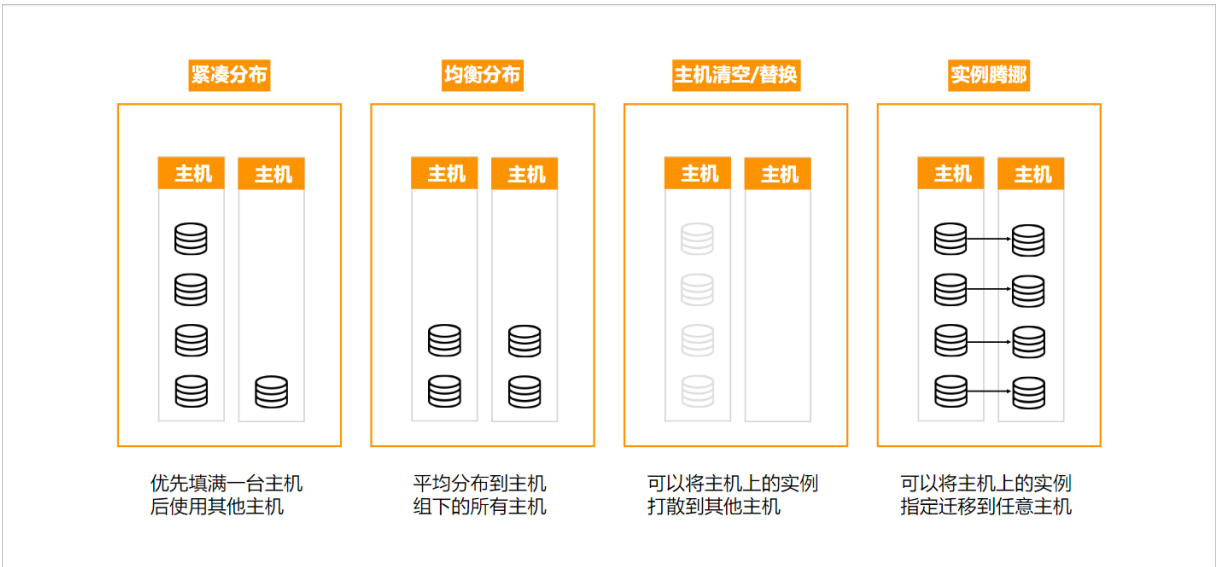 紧凑分布
均衡分布
主机清空/替换
实例腾挪
主机
主机
主机
主机
主机
主机
主机
主机
优先填满一台主机
后使用其他主机
平均分布到主机
组下的所有主机
可以将主机上的实例
打散到其他主机
可以将主机上的实例
指定迁移到任意主机